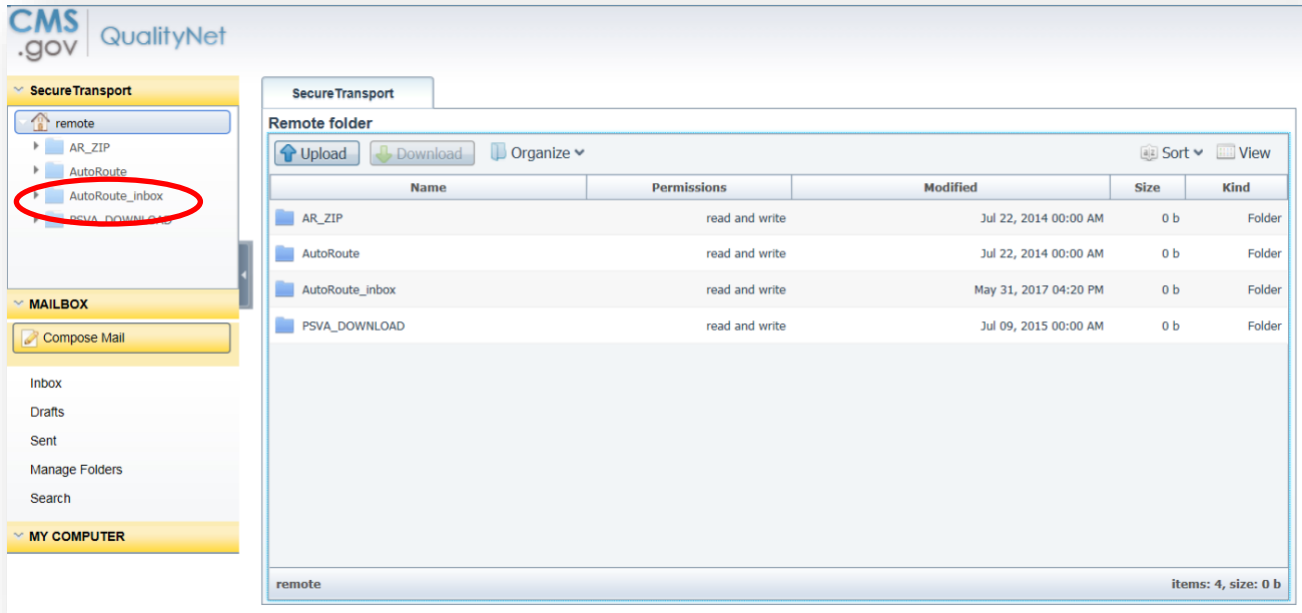 CMS
.gov
QualityNet
SecureTransport
remote
AR_ZIP
AutoRoute
AutoRoute_inbox
PSVA_DOWNLOAD
MAILBOX
Compose Mail
Inbox
Drafts
Sent
Manage Folders
Search
MY COMPUTER
SecureTransport
Remote folder
Upload Download Organize Sort View
Name Permissions Modified Size Kind
AR_ZIP read and write Jul 22, 2014 00:00 AM 0 b Folder
AutoRoute read and write Jul 22, 2014 00:00 AM 0 b Folder
AutoRoute_inbox read and write May 31, 2017 04:20 PM 0 b Folder
PSVA_DOWNLOAD read and write Jul 09, 2015 00:00 AM 0 b Folder
remote items: 4, size: 0 b